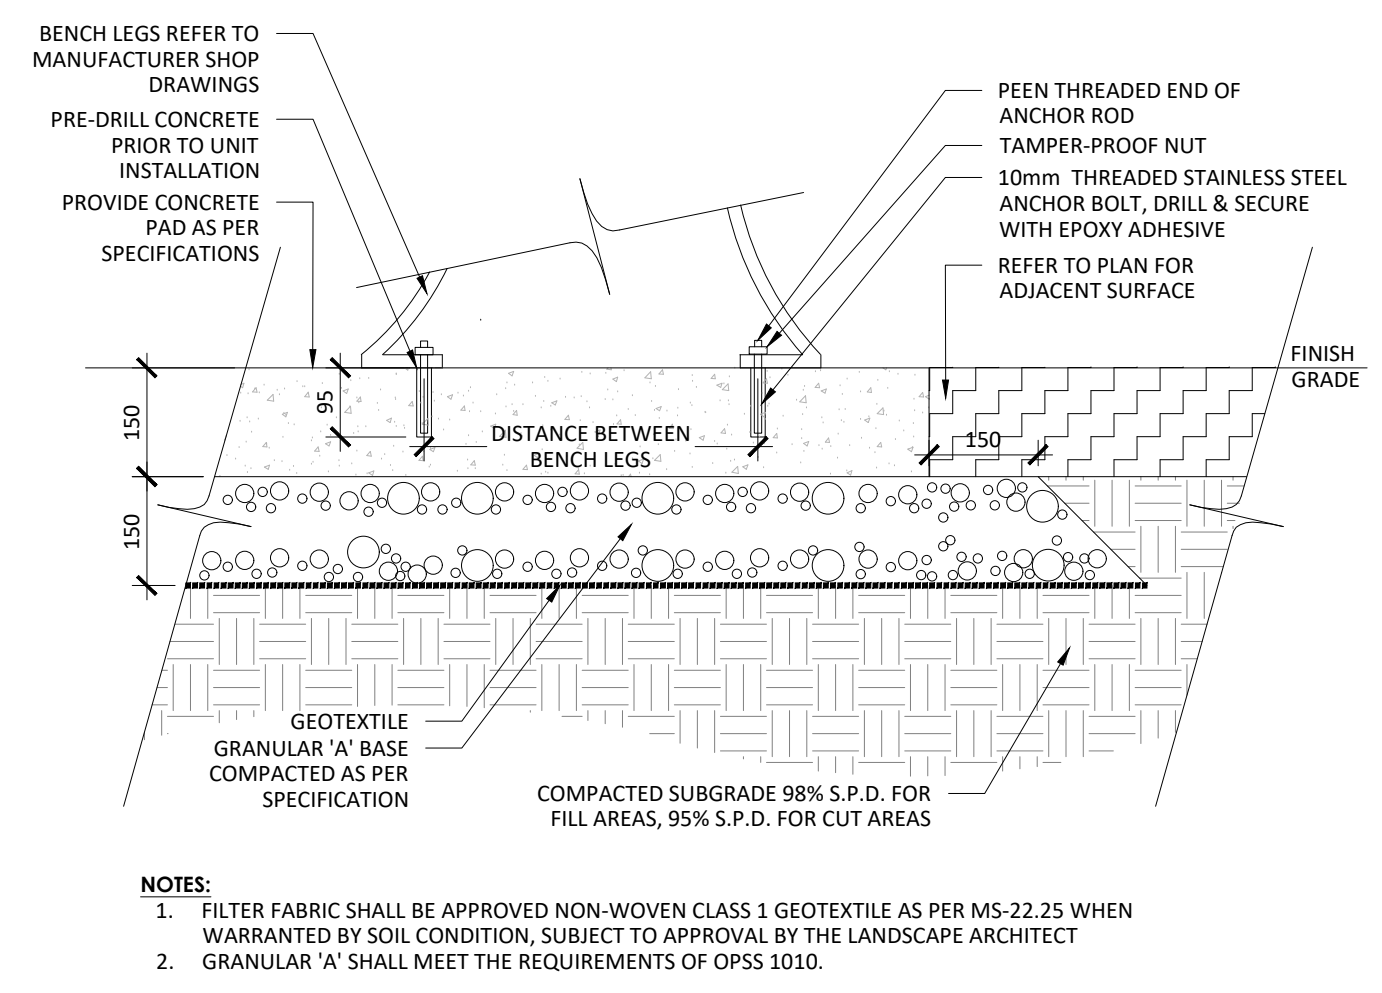 BENCH LEGS REFER TO
MANUFACTURER SHOP
DRAWINGS
PRE-DRILL CONCRETE
PRIOR TO UNIT
INSTALLATION
PROVIDE CONCRETE
PAD AS PER
SPECIFICATIONS
PEEN THREADED END OF
ANCHOR ROD
TAMPER-PROOF NUT
10mm THREADED STAINLESS STEEL
ANCHOR BOLT, DRILL & SECURE
WITH EPOXY ADHESIVE
REFER TO PLAN FOR
ADJACENT SURFACE
FINISH
GRADE
150
95
DISTANCE BETWEEN
BENCH LEGS
150
150
GEOTEXTILE
GRANULAR 'A' BASE
COMPACTED AS PER
SPECIFICATION
COMPACTED SUBGRADE 98% S.P.D. FOR
FILL AREAS, 95% S.P.D. FOR CUT AREAS
NOTES:
1. FILTER FABRIC SHALL BE APPROVED NON-WOVEN CLASS 1 GEOTEXTILE AS PER MS-22.25 WHEN
WARRANTED BY SOIL CONDITION, SUBJECT TO APPROVAL BY THE LANDSCAPE ARCHITECT
2. GRANULAR 'A' SHALL MEET THE REQUIREMENTS OF OPSS 1010.